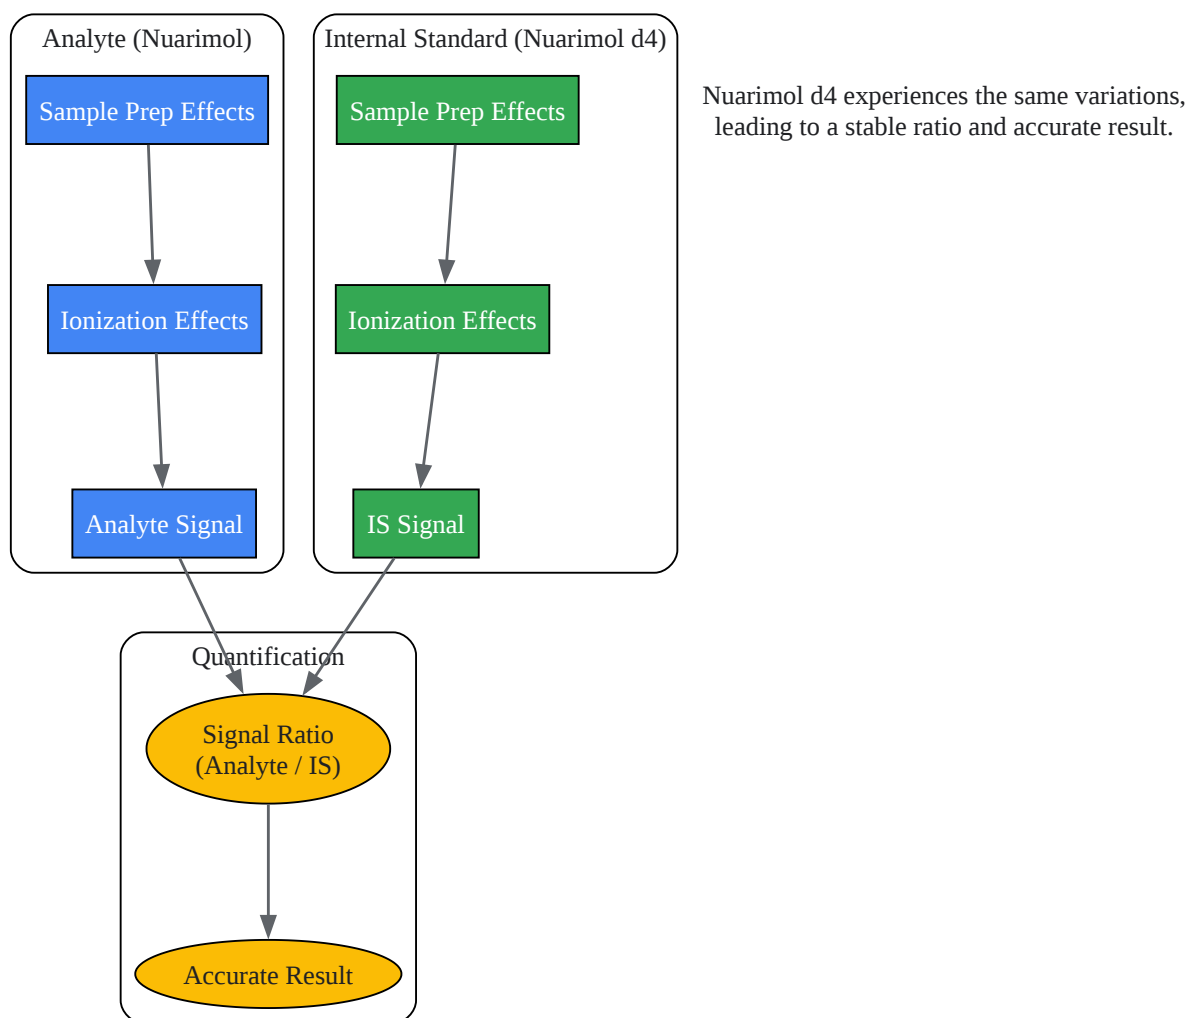 Analyte (Nuarimol)
Sample Prep Effects
Ionization Effects
Analyte Signal
Internal Standard (Nuarimol d4)
Sample Prep Effects
Ionization Effects
IS Signal
Nuarimol d4 experiences the same variations,
leading to a stable ratio and accurate result.
Quantification
Signal Ratio
(Analyte / IS)
Accurate Result